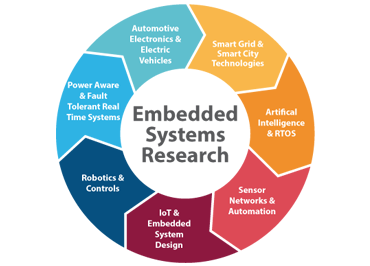 Embedded
Systems
Research
Automotive
Electronics &
Electric
Vehicles
Smart Grid &
Smart City
Technologies
Artifical
Intelligence
& RTOS
Sensor
Networks &
Automation
IoT &
Embedded
System
Design
Robotics &
Controls
Power Aware
& Fault
Tolerant Real
Time Systems